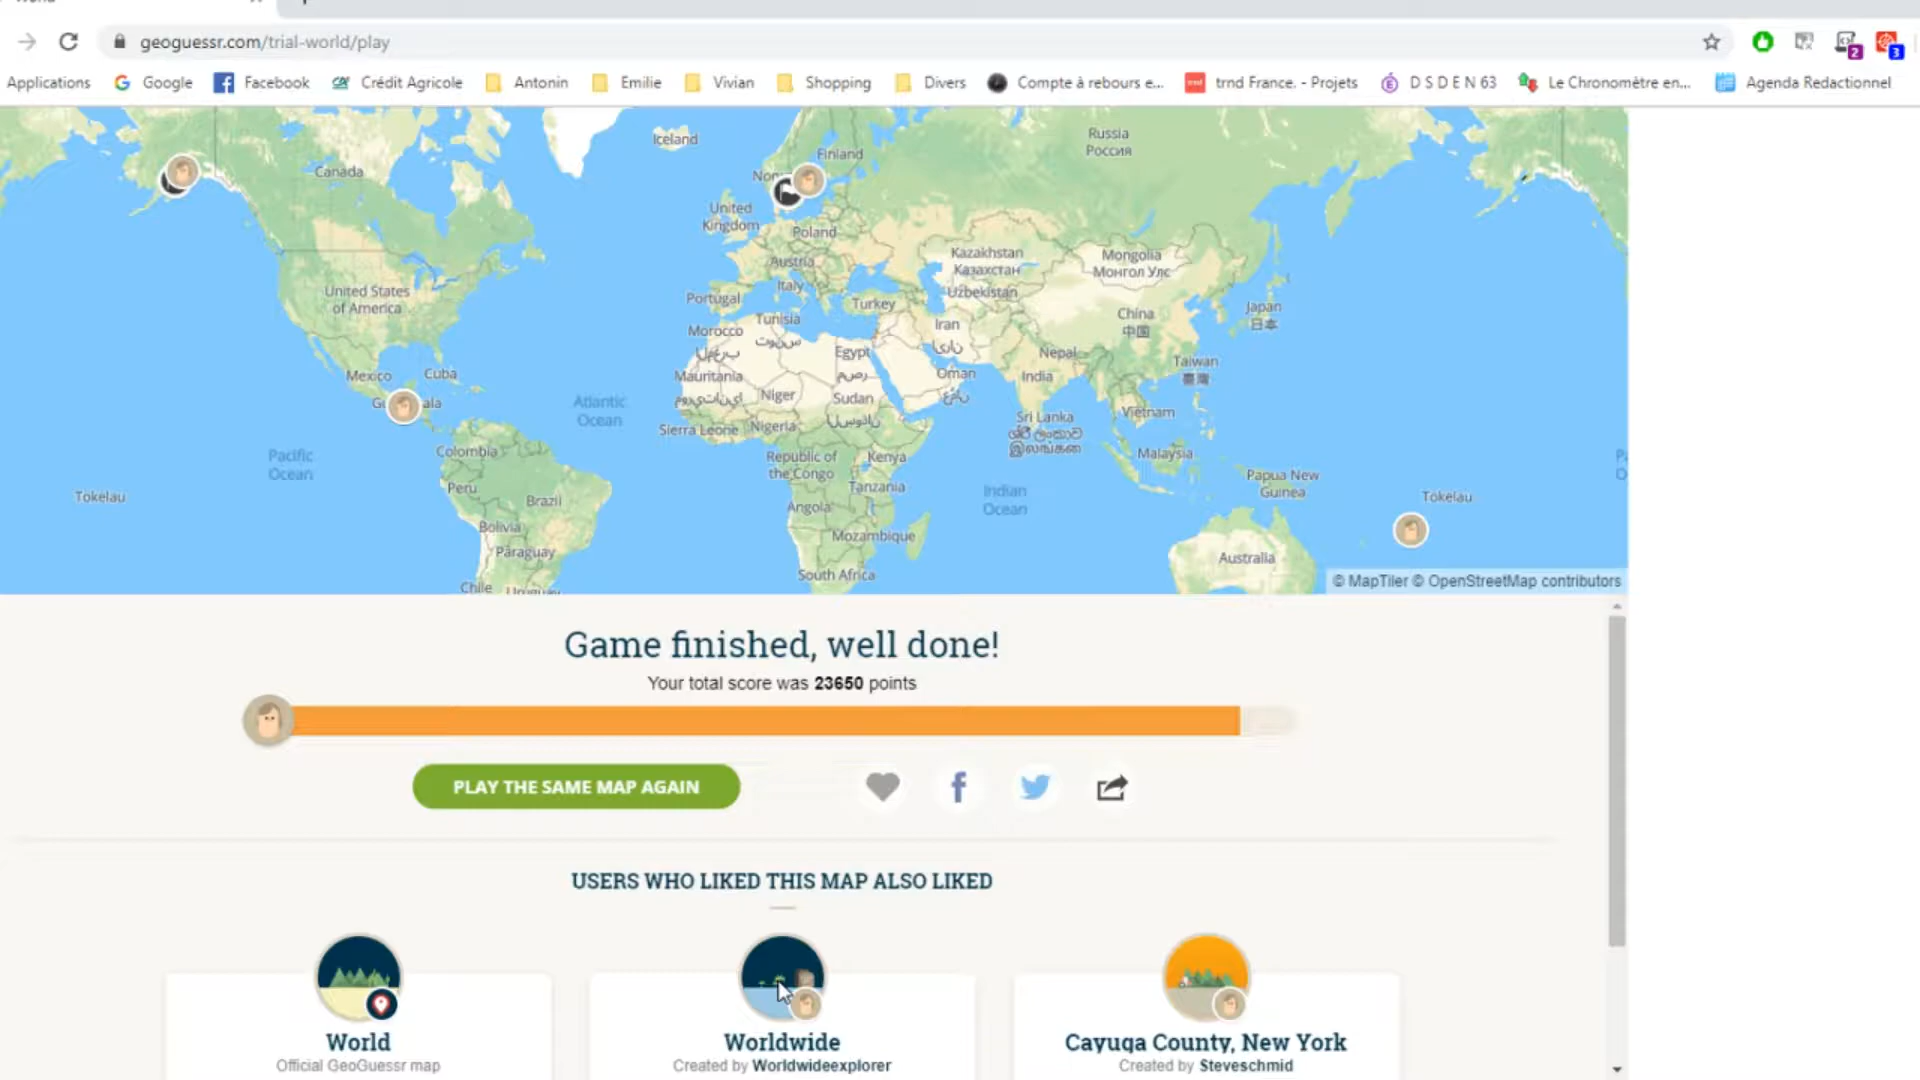 geoguessr.com/trial-world/play
2
3
Applications
Google
Facebook
Crédit Agricole
Antonin
Emilie
Vivian
Shopping
Divers
Compte à rebours e...
trnd France. - Projets
D S D E N 63
Le Chronomètre en...
Agenda Redactionnel
Iceland
Finland
Russia
Россия
Canada
United
Kingdom
Poland
Austria
Kazakhstan
Казахстан
Mongolia
Монгол Улс
United States
of America
Portugal
Italy
Turkey
Uzbekistan
Japan
日本
China
中国
Morocco
Tunisia
تونس
Iran
Egypt
Nepal
Taiwan
臺灣
Mexico
Cuba
Mauritania
Niger
Sudan
Oman
India
Atlantic
Ocean
Sierra Leone
Nigeria
Sri Lanka
Vietnam
Colombia
Pacific
Ocean
Republic of
the Congo
Kenya
Malaysia
Papua New
Guinea
Tokelau
Peru
Brazil
Tanzania
Angola
Indian
Ocean
Tokelau
Bolivia
Mozambique
Paraguay
Australia
South Africa
Chile
Uruguay
© MapTiler © OpenStreetMap contributors
Game finished, well done!
Your total score was 23650 points
PLAY THE SAME MAP AGAIN
USERS WHO LIKED THIS MAP ALSO LIKED
World
Official GeoGuessr map
Worldwide
Created by Worldwideexplorer
Cayuga County, New York
Created by Steveschmid